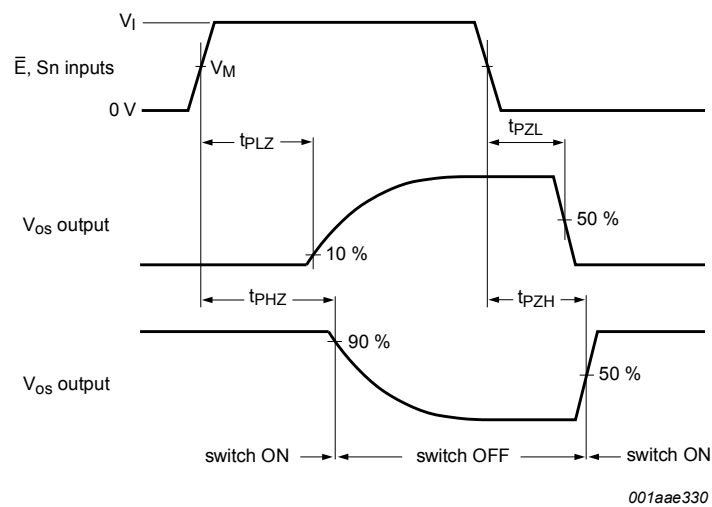 VI
E̅, Sn inputs
VM
0 V
tPLZ
tPZL
Vos output
50 %
10 %
tPHZ
tPZH
90 %
Vos output
50 %
switch ON
switch OFF
switch ON
001aae330